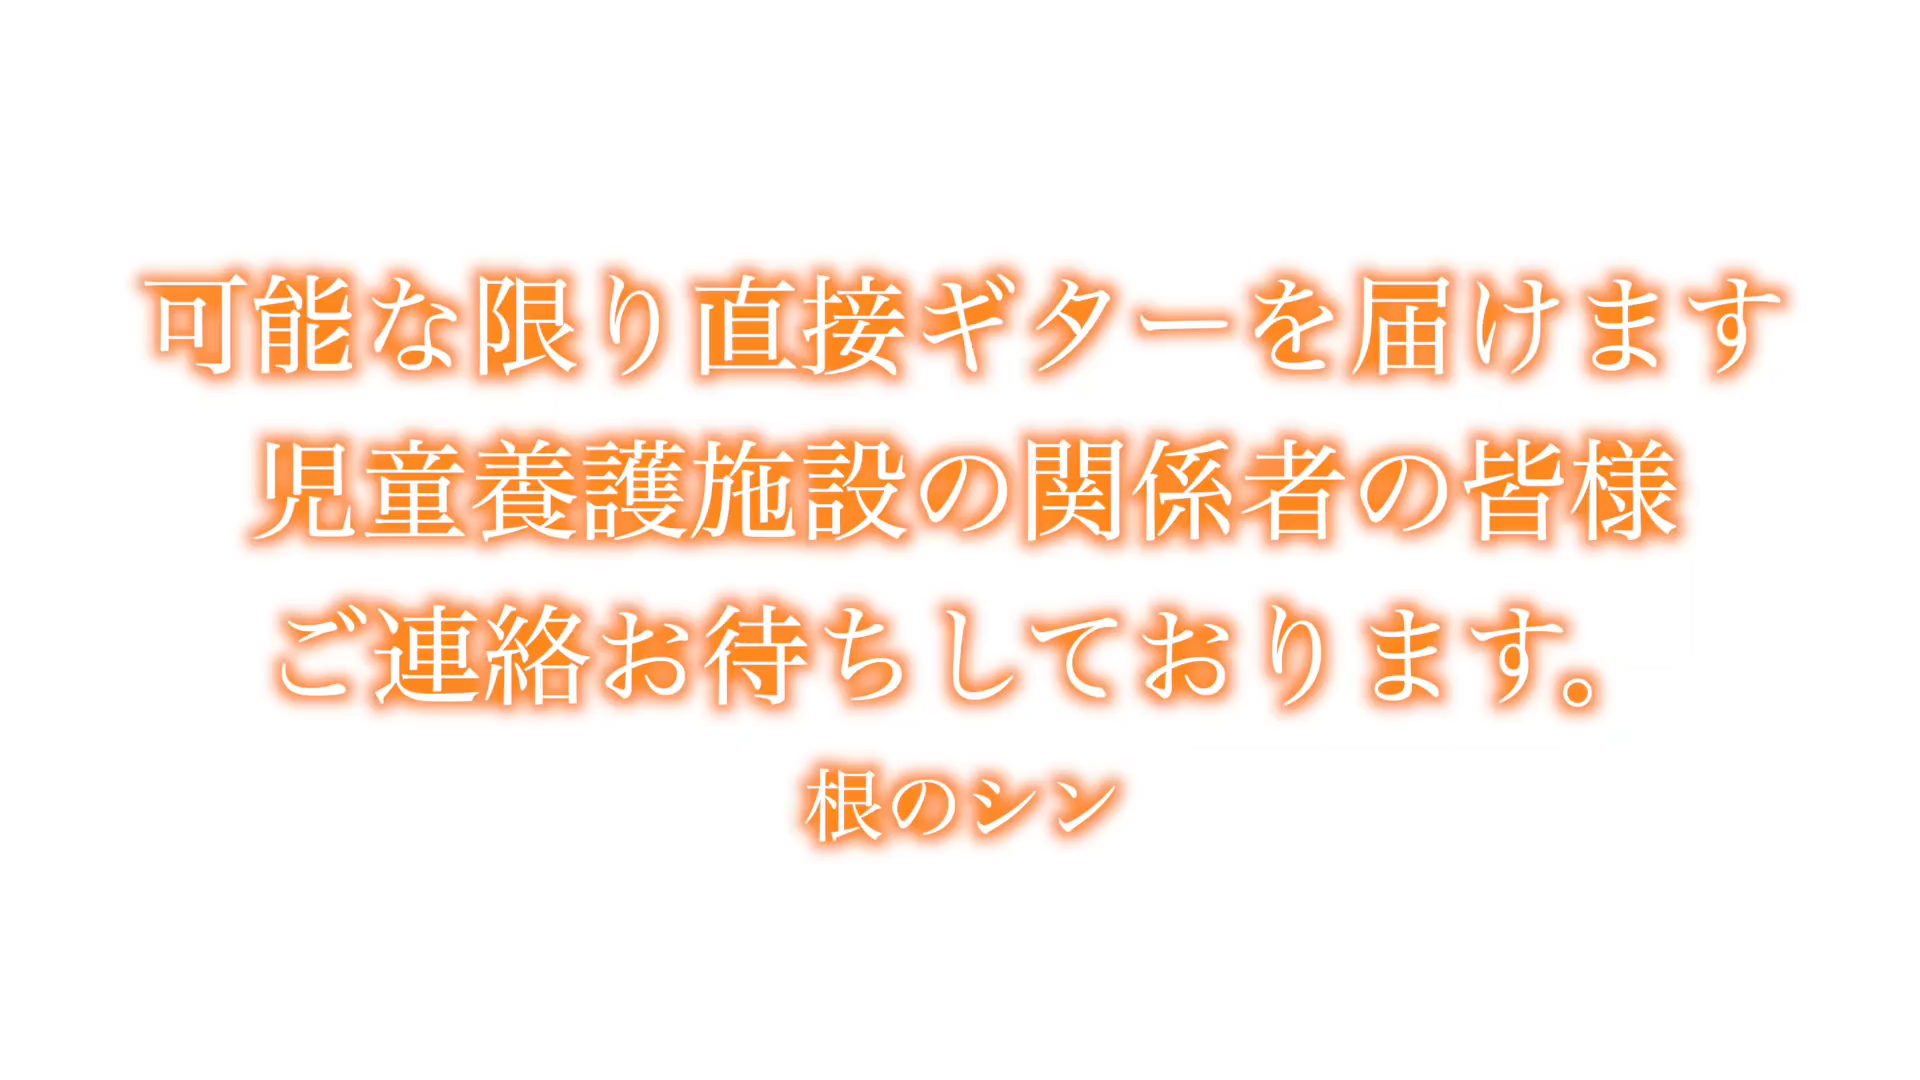 可能な限り直接ギターを届けます
児童養護施設の関係者の皆様
ご連絡お待ちしております。
根のシン